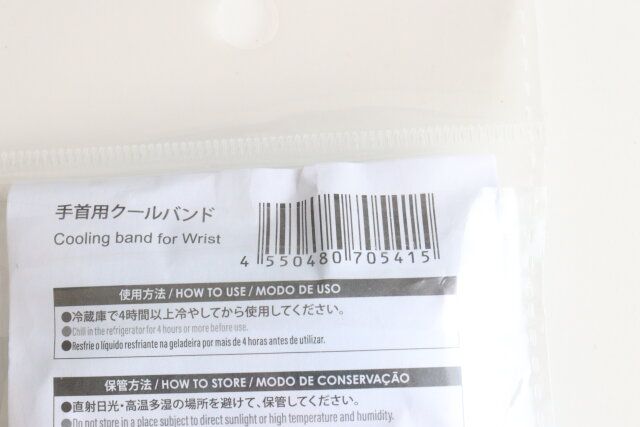 手首用クールバンド
Cooling band for Wrist
4 550480 705415
使用方法 / HOW TO USE / MODO DE USO
●冷蔵庫で4時間以上冷やしてから使用してください。
●Chill in the refrigerator for 4 hours or more before use.
●Resfrie o líquido resfriante na geladeira por mais de 4 horas antes de utilizar.
保管方法 / HOW TO STORE / MODO DE CONSERVAÇÃO
●直射日光・高温多湿の場所を避けて、保管してください。
●Do not store in a place subject to direct sunlight or high temperature and humidity.